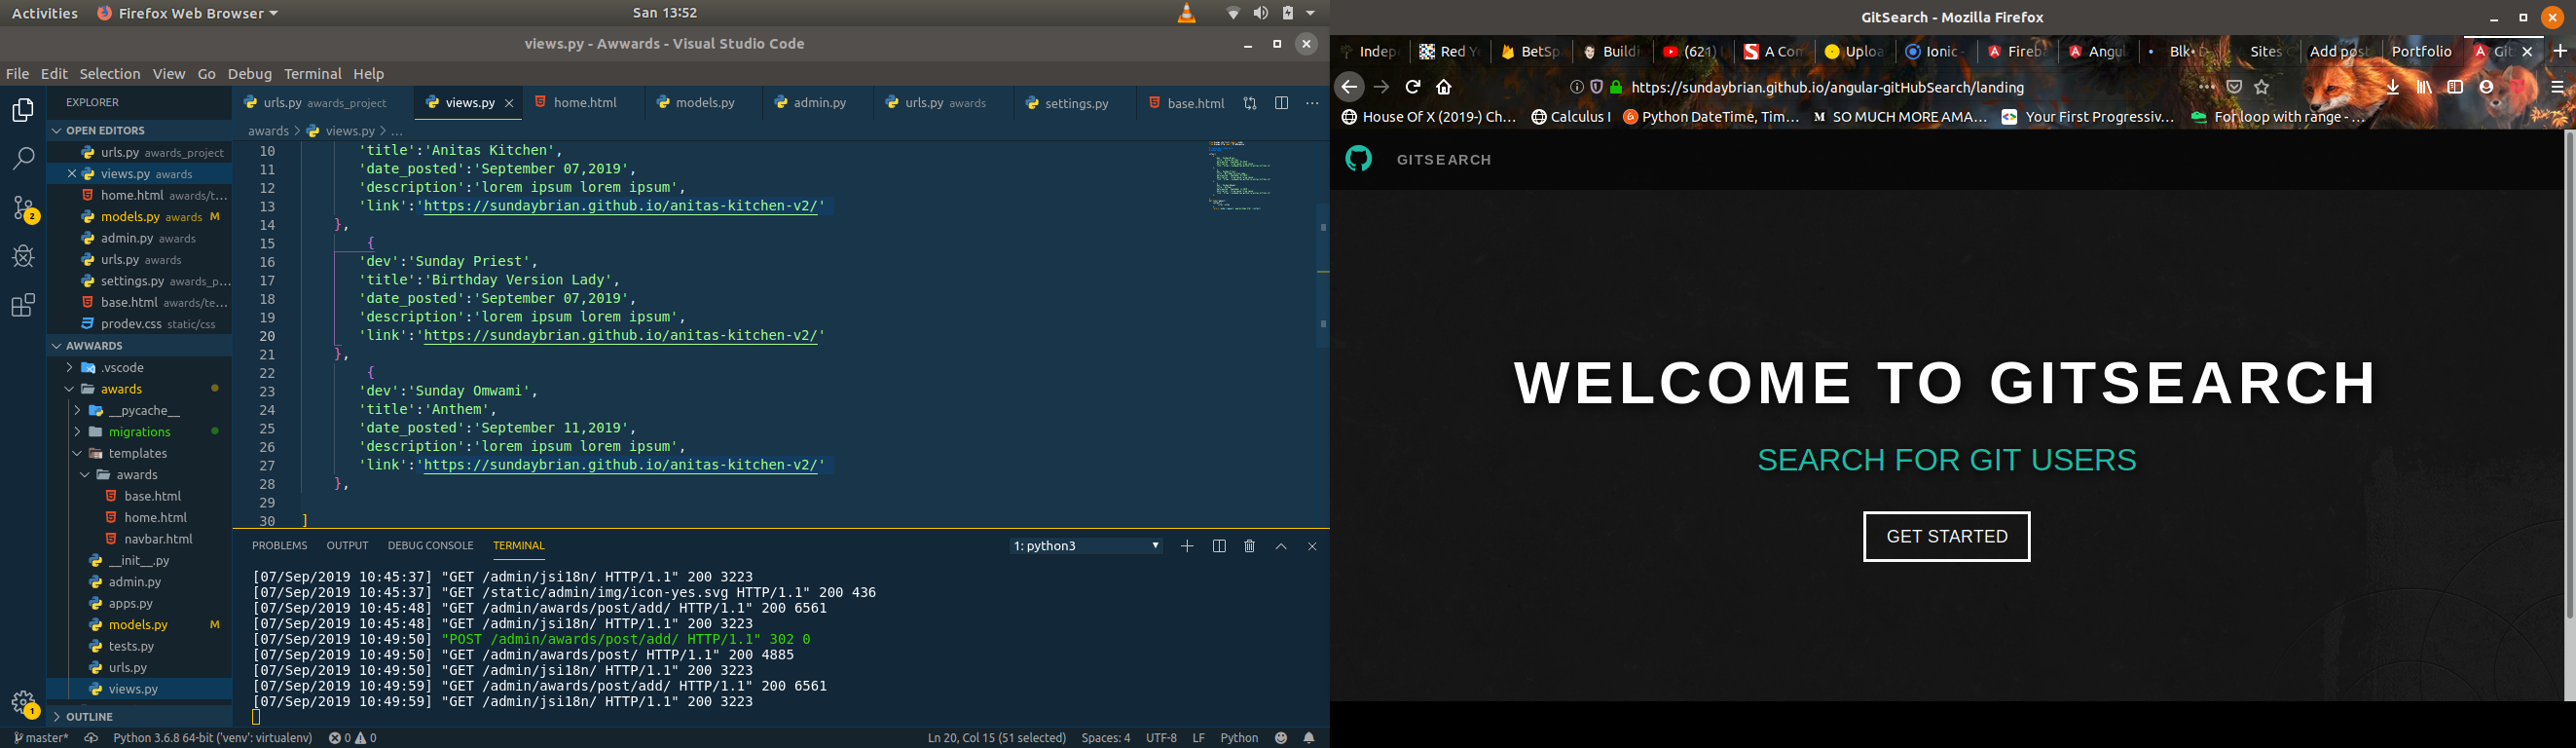 Activities Firefox Web Browser San 13:52
views.py - Awwards - Visual Studio Code
File Edit Selection View Go Debug Terminal Help
EXPLORER
OPEN EDITORS
urls.py awards_project
views.py awards
home.html awards/t...
models.py awards M
admin.py awards
urls.py awards
settings.py awards_p...
base.html awards/te...
prodev.css static/css
AWWARDS
.vscode
awards
__pycache__
migrations
templates
awards
base.html
home.html
navbar.html
__init__.py
admin.py
apps.py
models.py M
tests.py
urls.py
views.py
OUTLINE
2
1
urls.py awards_project views.py home.html models.py admin.py urls.py awards settings.py base.html
awards > views.py > ...
10 'title':'Anitas Kitchen',
11 'date_posted':'September 07,2019',
12 'description':'lorem ipsum lorem ipsum',
13 'link':'https://sundaybrian.github.io/anitas-kitchen-v2/'
14 },
15 {
16 'dev':'Sunday Priest',
17 'title':'Birthday Version Lady',
18 'date_posted':'September 07,2019',
19 'description':'lorem ipsum lorem ipsum',
20 'link':'https://sundaybrian.github.io/anitas-kitchen-v2/'
21 },
22 {
23 'dev':'Sunday Omwami',
24 'title':'Anthem',
25 'date_posted':'September 11,2019',
26 'description':'lorem ipsum lorem ipsum',
27 'link':'https://sundaybrian.github.io/anitas-kitchen-v2/'
28 },
29
30 ]
PROBLEMS OUTPUT DEBUG CONSOLE TERMINAL 1: python3
[07/Sep/2019 10:45:37] "GET /admin/jsi18n/ HTTP/1.1" 200 3223
[07/Sep/2019 10:45:37] "GET /static/admin/img/icon-yes.svg HTTP/1.1" 200 436
[07/Sep/2019 10:45:48] "GET /admin/awards/post/add/ HTTP/1.1" 200 6561
[07/Sep/2019 10:45:48] "GET /admin/jsi18n/ HTTP/1.1" 200 3223
[07/Sep/2019 10:49:50] "POST /admin/awards/post/add/ HTTP/1.1" 302 0
[07/Sep/2019 10:49:50] "GET /admin/awards/post/ HTTP/1.1" 200 4885
[07/Sep/2019 10:49:50] "GET /admin/jsi18n/ HTTP/1.1" 200 3223
[07/Sep/2019 10:49:59] "GET /admin/awards/post/add/ HTTP/1.1" 200 6561
[07/Sep/2019 10:49:59] "GET /admin/jsi18n/ HTTP/1.1" 200 3223
master* Python 3.6.8 64-bit ('venv': virtualenv) 0 0 Ln 20, Col 15 (51 selected) Spaces: 4 UTF-8 LF Python
GitSearch - Mozilla Firefox
Indep Red Y BetSp Buildi (621) A Com Uploa Ionic - Fireb Angul Blk Sites Add post Portfolio Git
https://sundaybrian.github.io/angular-gitHubSearch/landing
House Of X (2019-) Ch... Calculus I Python DateTime, Tim... SO MUCH MORE AMA... Your First Progressiv... For loop with range - ...
GITSEARCH
WELCOME TO GITSEARCH
SEARCH FOR GIT USERS
GET STARTED